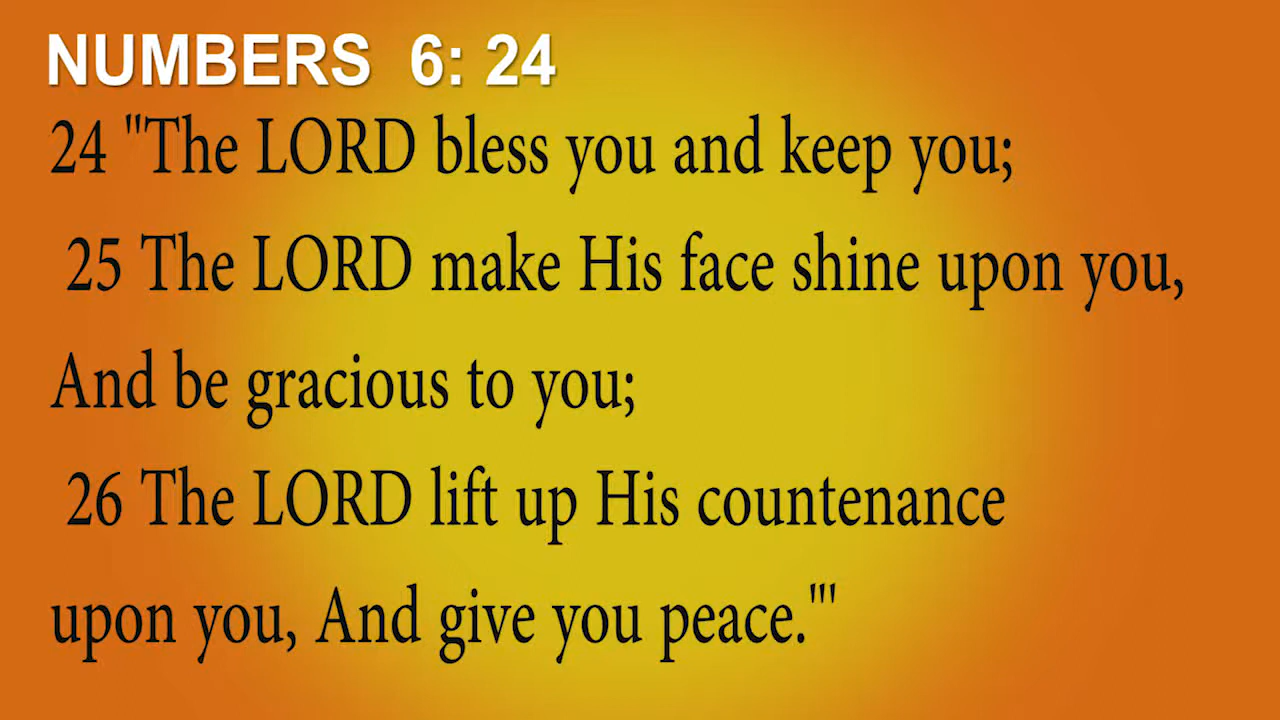 NUMBERS 6: 24
24 "The LORD bless you and keep you;
25 The LORD make His face shine upon you,
And be gracious to you;
26 The LORD lift up His countenance
upon you, And give you peace."'